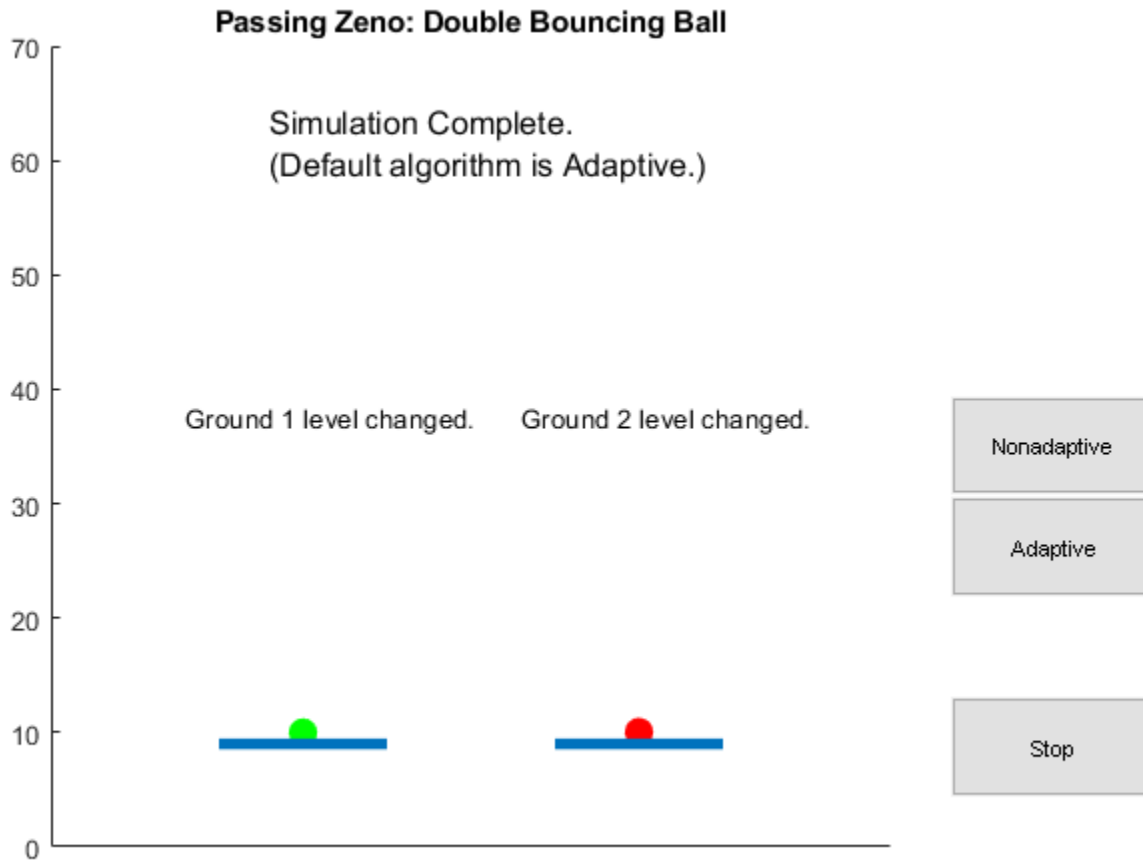 Passing Zeno: Double Bouncing Ball
70
Simulation Complete.
(Default algorithm is Adaptive.)
60
50
40
Ground 1 level changed.
Ground 2 level changed.
Nonadaptive
30
Adaptive
20
10
Stop
0